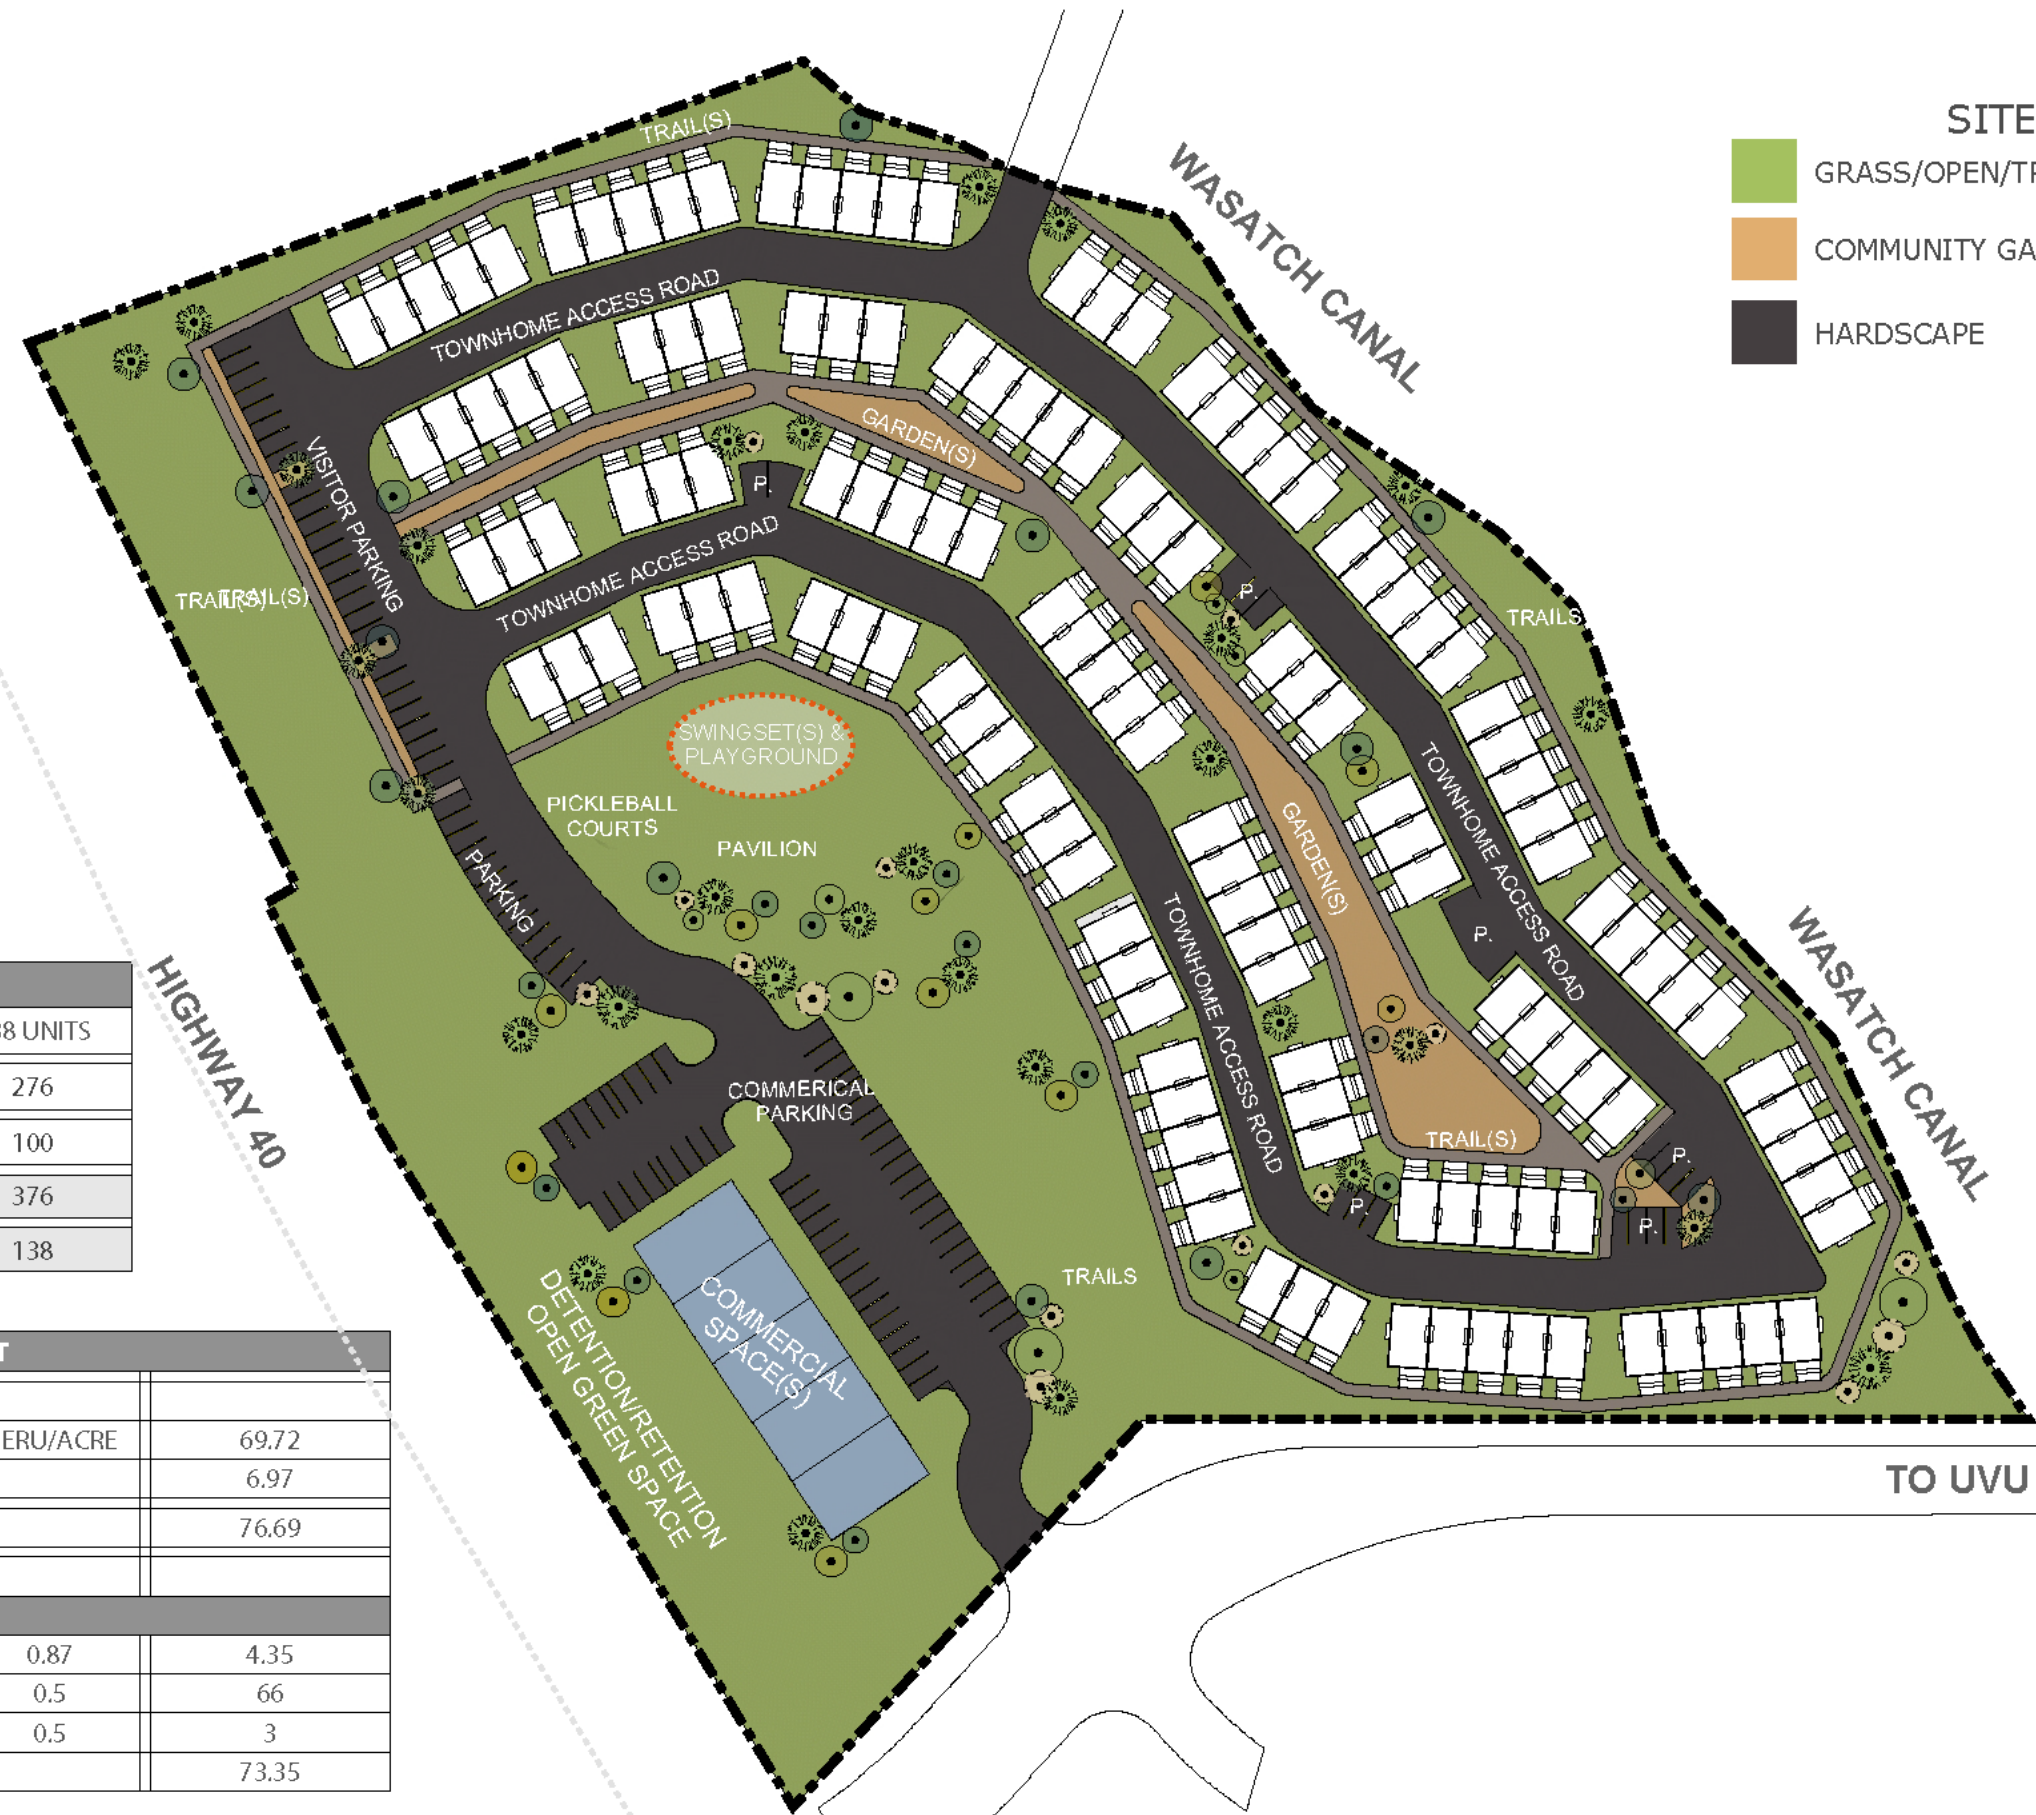 SITE
GRASS/OPEN/TR
COMMUNITY GA
HARDSCAPE
WASATCH CANAL
WASATCH CANAL
TRAIL(S)
TOWNHOME ACCESS ROAD
GARDEN(S)
VISITOR PARKING
P.
TOWNHOME ACCESS ROAD
TRAIL(S)
TRAIL(S)
P.
TRAILS
SWINGSET(S) &
PLAYGROUND
PICKLEBALL
COURTS
PAVILION
PARKING
GARDEN(S)
TOWNHOME ACCESS ROAD
P.
TOWNHOME ACCESS ROAD
HIGHWAY 40
COMMERICAL
PARKING
TRAIL(S)
P.
P.
P.
TRAILS
COMMERCIAL
SPACE(S)
DETENTION/RETENTION
OPEN GREEN SPACE
TO UVU
8 UNITS
276
100
376
138
T
ERU/ACRE 69.72
6.97
76.69
0.87 4.35
0.5 66
0.5 3
73.35